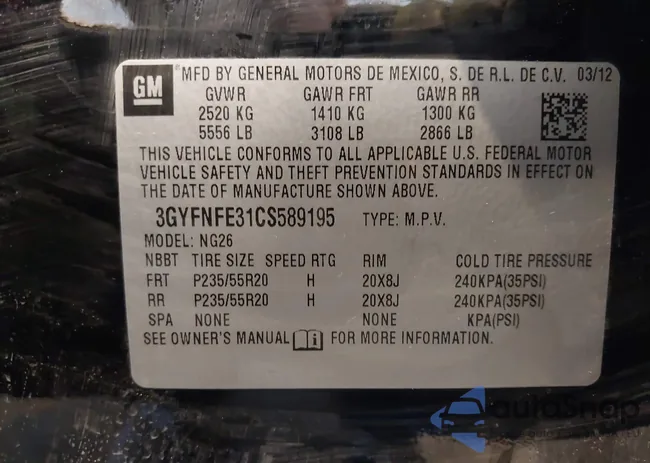 GM ® MFD BY GENERAL MOTORS DE MEXICO, S. DE R.L. DE C.V. 03/12
GVWR GAWR FRT GAWR RR
2520 KG 1410 KG 1300 KG
5556 LB 3108 LB 2866 LB
THIS VEHICLE CONFORMS TO ALL APPLICABLE U.S. FEDERAL MOTOR
VEHICLE SAFETY AND THEFT PREVENTION STANDARDS IN EFFECT ON
THE DATE OF MANUFACTURE SHOWN ABOVE.
3GYFNFE31CS589195 TYPE: M.P.V.
MODEL: NG26
NBBT TIRE SIZE SPEED RTG RIM COLD TIRE PRESSURE
FRT P235/55R20 H 20X8J 240KPA(35PSI)
RR P235/55R20 H 20X8J 240KPA(35PSI)
SPA NONE NONE KPA(PSI)
SEE OWNER'S MANUAL i FOR MORE INFORMATION.
autoSnap